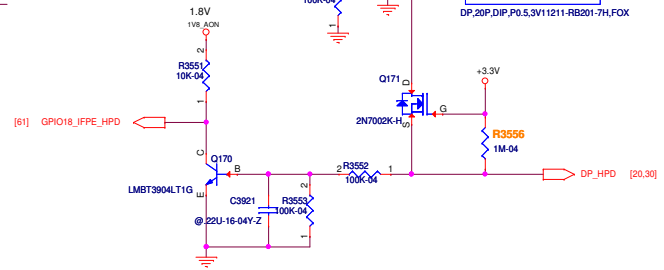 1.8V
1V8_AON
100K-04
DP,20P,DIP,P0.5,3V11211-RB201-7H,FOX
2
R3551
10K-04
1
Q171
D
G
S
2N7002K-H
+3.3V
R3556
1M-04
[61] GPIO18_IFPE_HPD
C
Q170
B
E
LMBT3904LT1G
2
R3552
1
100K-04
DP_HPD [20,30]
C3921
@.22U-16-04Y-Z
2
R3553
100K-04
1